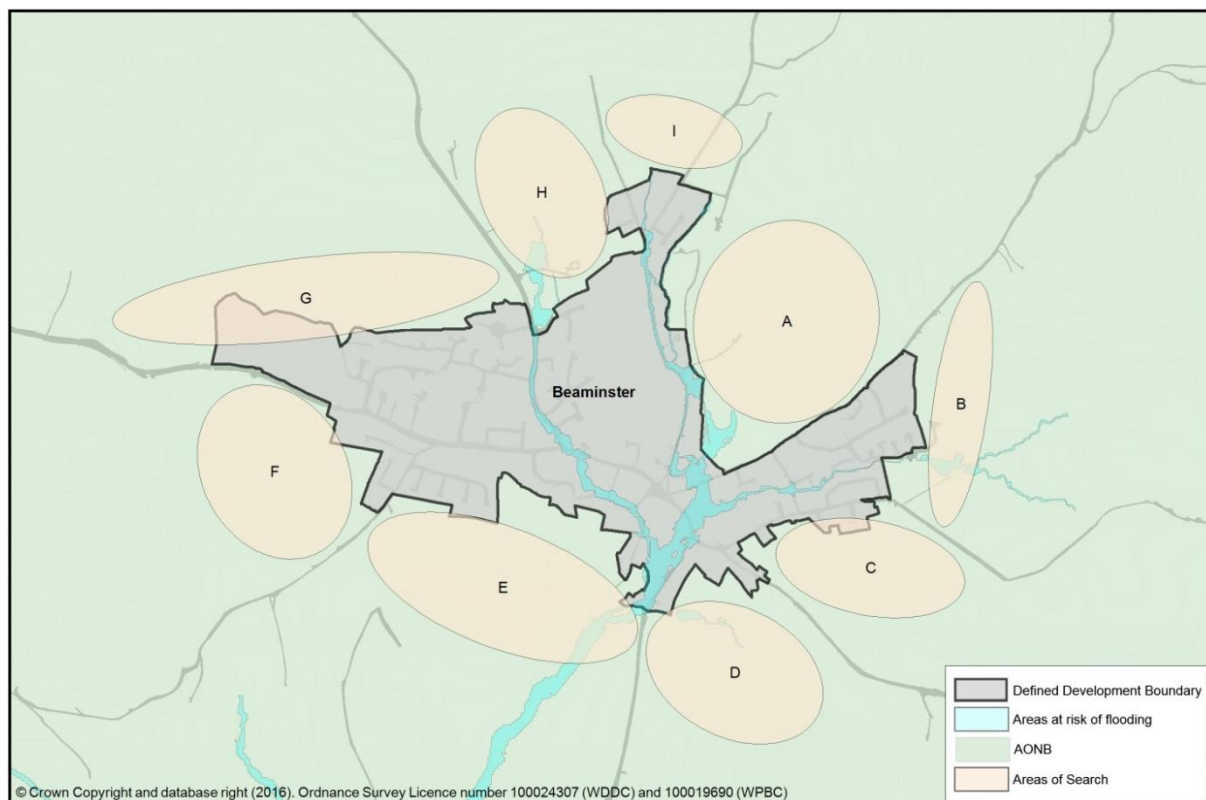 I
H
G
A
Beaminster
B
F
E
C
D
Defined Development Boundary
Areas at risk of flooding
AONB
Areas of Search
© Crown Copyright and database right (2016). Ordnance Survey Licence number 100024307 (WDDC) and 100019690 (WPBC)